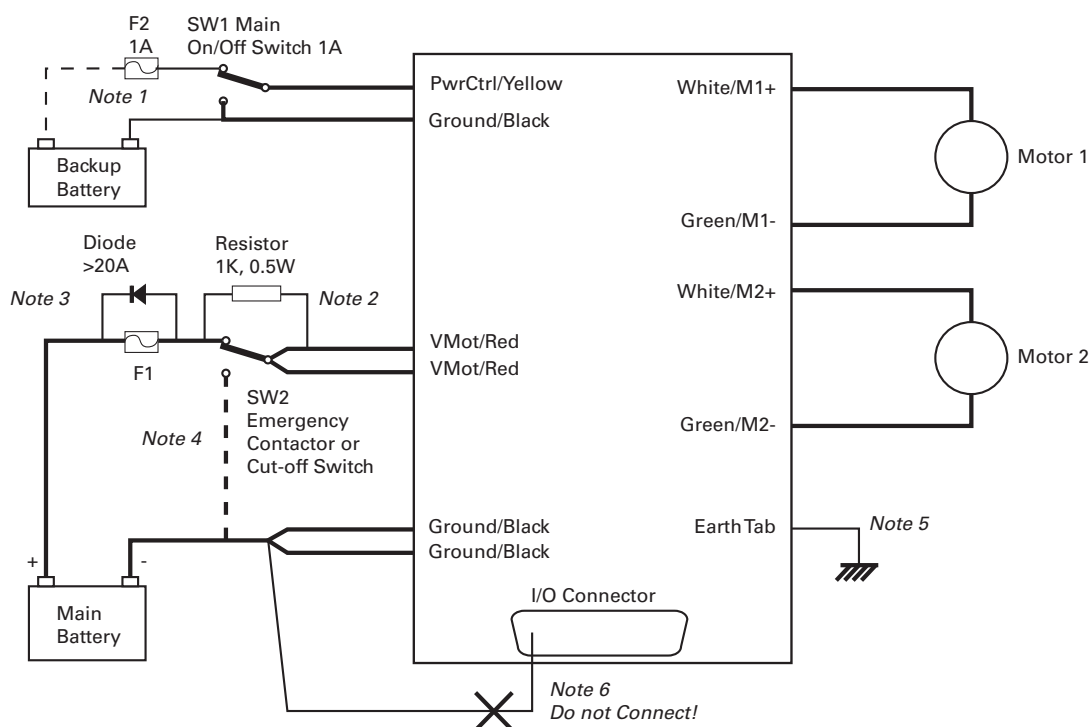 F2
1A
SW1 Main
On/Off Switch 1A
Note 1
Backup
Battery
PwrCtrl/Yellow
Ground/Black
White/M1+
Motor 1
Green/M1-
Diode
>20A
Resistor
1K, 0.5W
Note 3
Note 2
F1
VMot/Red
VMot/Red
White/M2+
Motor 2
Green/M2-
SW2
Emergency
Contactor or
Cut-off Switch
Note 4
Ground/Black
Ground/Black
Earth Tab
Note 5
+
-
Main
Battery
I/O Connector
Note 6
Do not Connect!